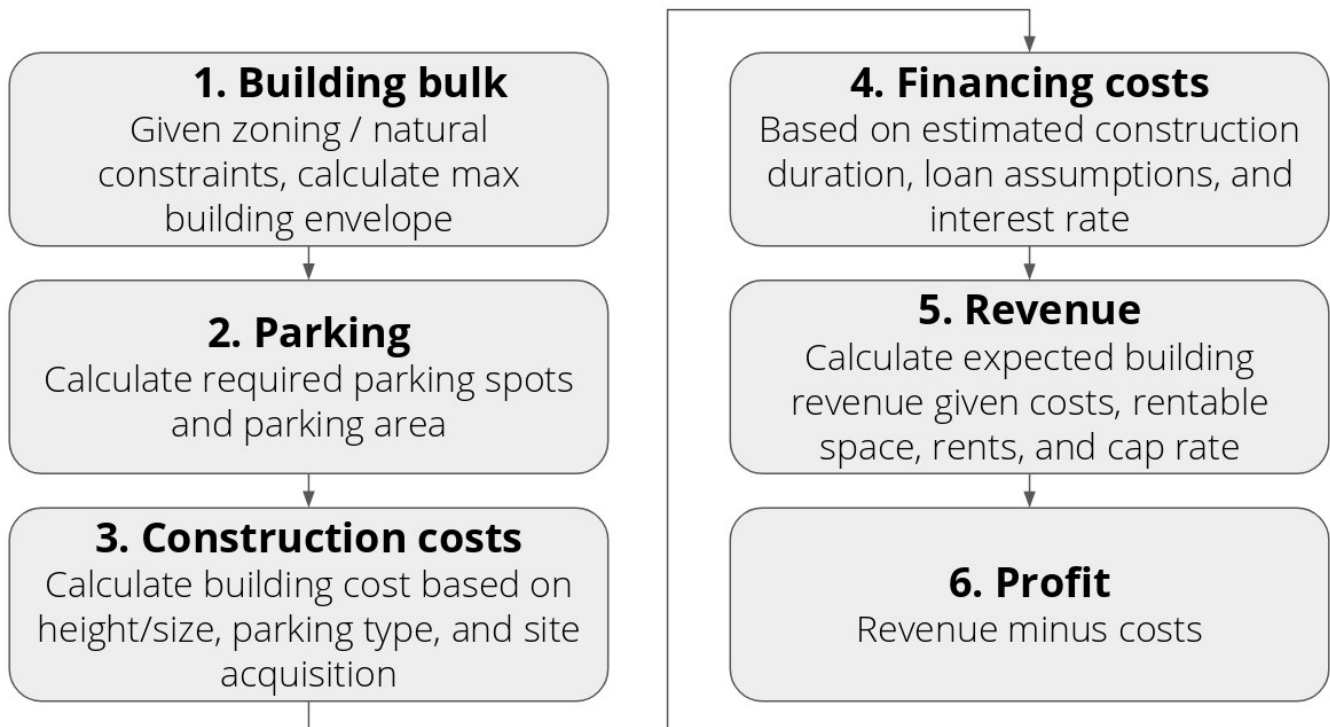 1. Building bulk
Given zoning / natural
constraints, calculate max
building envelope
2. Parking
Calculate required parking spots
and parking area
3. Construction costs
Calculate building cost based on
height/size, parking type, and site
acquisition
4. Financing costs
Based on estimated construction
duration, loan assumptions, and
interest rate
5. Revenue
Calculate expected building
revenue given costs, rentable
space, rents, and cap rate
6. Profit
Revenue minus costs